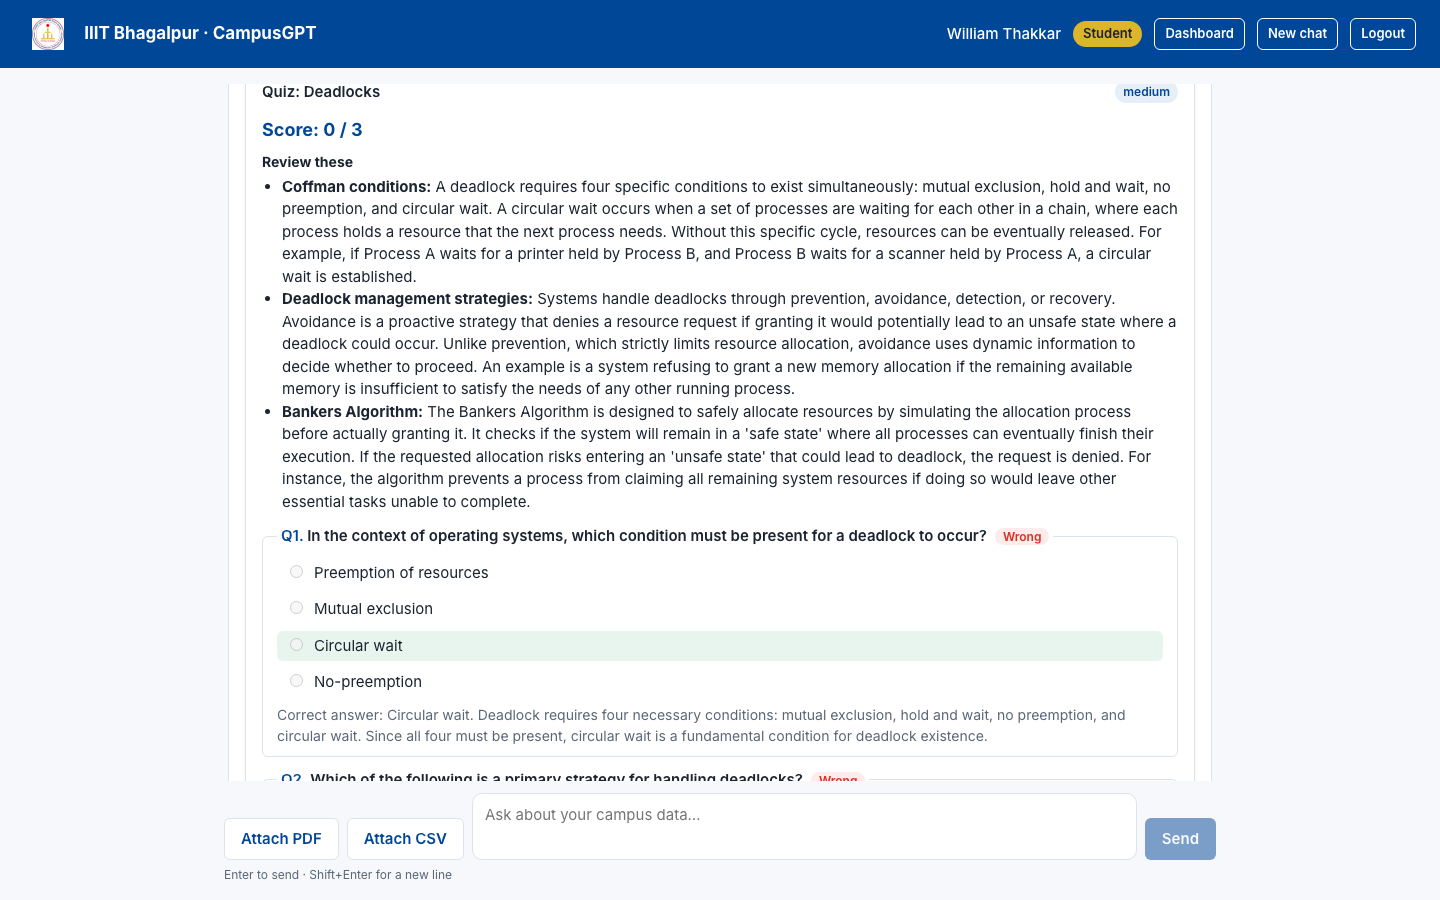 IIIT Bhagalpur · CampusGPT
William Thakkar
Student
Dashboard
New chat
Logout
Quiz: Deadlocks
medium
Score: 0 / 3
Review these
Coffman conditions: A deadlock requires four specific conditions to exist simultaneously: mutual exclusion, hold and wait, no
preemption, and circular wait. A circular wait occurs when a set of processes are waiting for each other in a chain, where each
process holds a resource that the next process needs. Without this specific cycle, resources can be eventually released. For
example, if Process A waits for a printer held by Process B, and Process B waits for a scanner held by Process A, a circular
wait is established.
Deadlock management strategies: Systems handle deadlocks through prevention, avoidance, detection, or recovery.
Avoidance is a proactive strategy that denies a resource request if granting it would potentially lead to an unsafe state where a
deadlock could occur. Unlike prevention, which strictly limits resource allocation, avoidance uses dynamic information to
decide whether to proceed. An example is a system refusing to grant a new memory allocation if the remaining available
memory is insufficient to satisfy the needs of any other running process.
Bankers Algorithm: The Bankers Algorithm is designed to safely allocate resources by simulating the allocation process
before actually granting it. It checks if the system will remain in a 'safe state' where all processes can eventually finish their
execution. If the requested allocation risks entering an 'unsafe state' that could lead to deadlock, the request is denied. For
instance, the algorithm prevents a process from claiming all remaining system resources if doing so would leave other
essential tasks unable to complete.
Q1. In the context of operating systems, which condition must be present for a deadlock to occur? Wrong
Preemption of resources
Mutual exclusion
Circular wait
No-preemption
Correct answer: Circular wait. Deadlock requires four necessary conditions: mutual exclusion, hold and wait, no preemption, and
circular wait. Since all four must be present, circular wait is a fundamental condition for deadlock existence.
Q2. Which of the following is a primary strategy for handling deadlocks? Wrong
Attach PDF
Attach CSV
Ask about your campus data...
Send
Enter to send · Shift+Enter for a new line